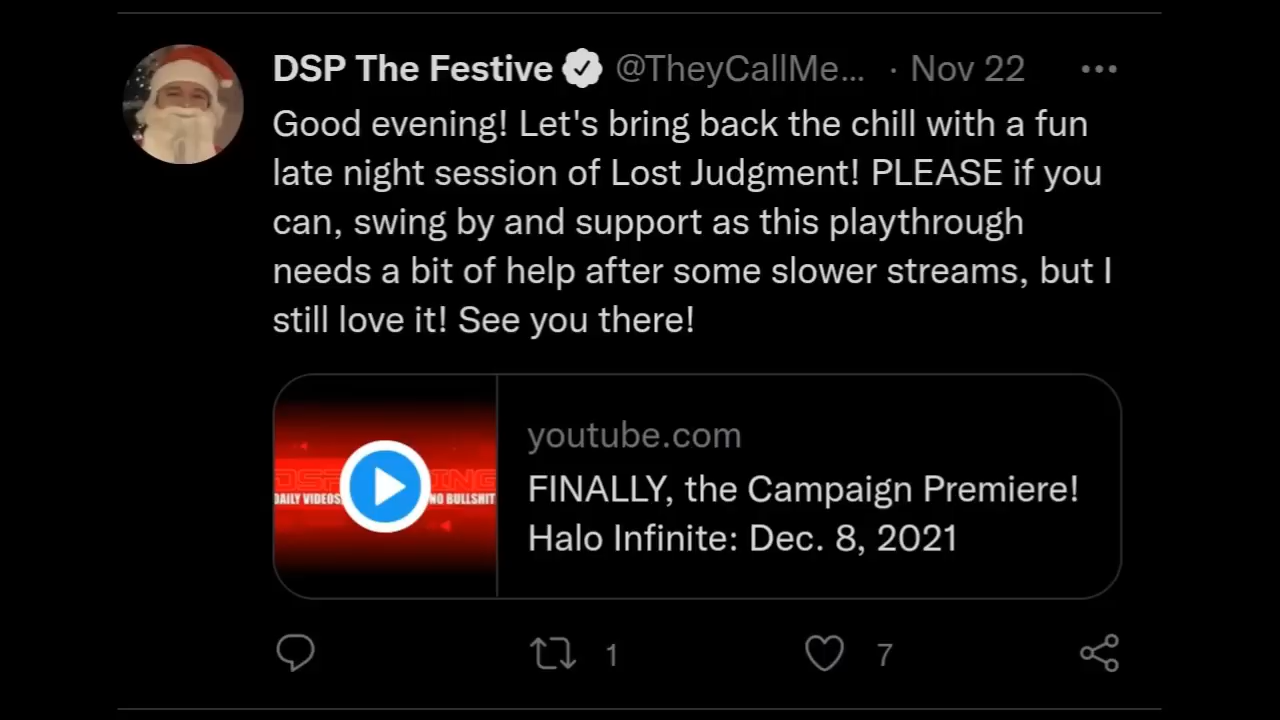 DSP The Festive @TheyCallMe... · Nov 22
Good evening! Let's bring back the chill with a fun
late night session of Lost Judgment! PLEASE if you
can, swing by and support as this playthrough
needs a bit of help after some slower streams, but I
still love it! See you there!
DAILY VIDEOS NO BULLSHIT
youtube.com
FINALLY, the Campaign Premiere!
Halo Infinite: Dec. 8, 2021
1 7